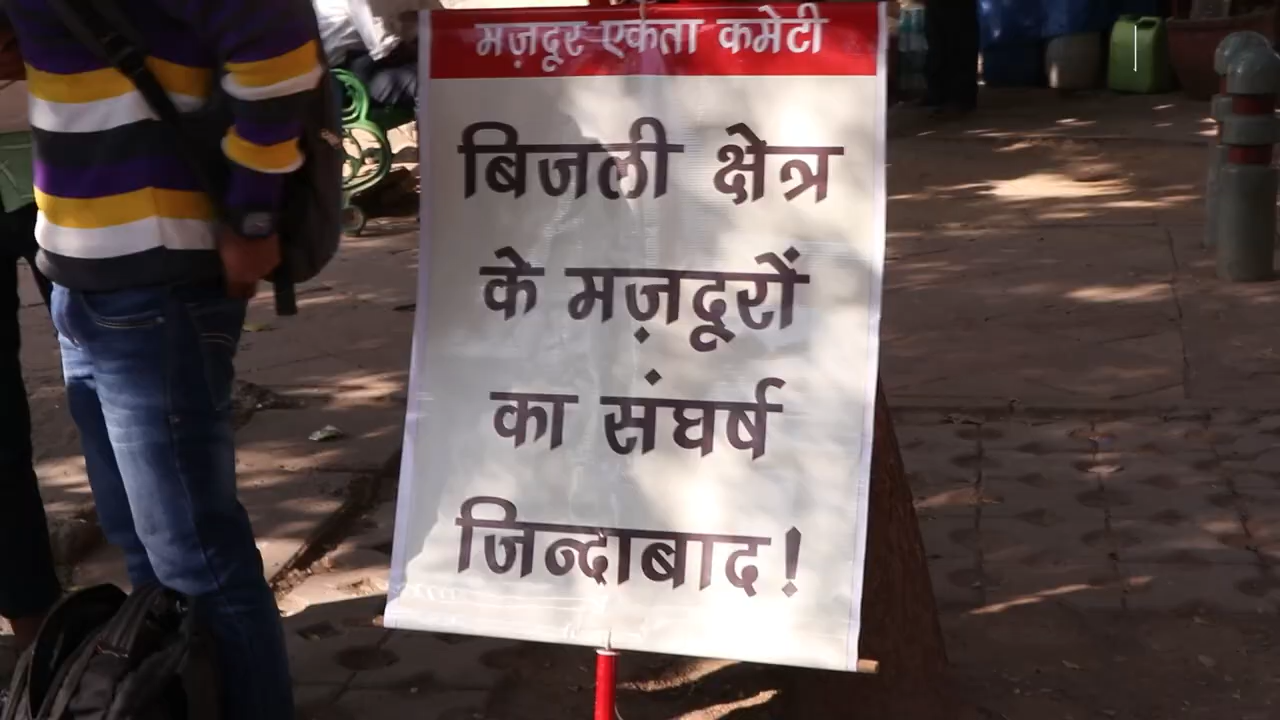 मज़दूर एकता कमेटी
बिजली क्षेत्र
के मज़दूरों
का संघर्ष
जिन्दाबाद!